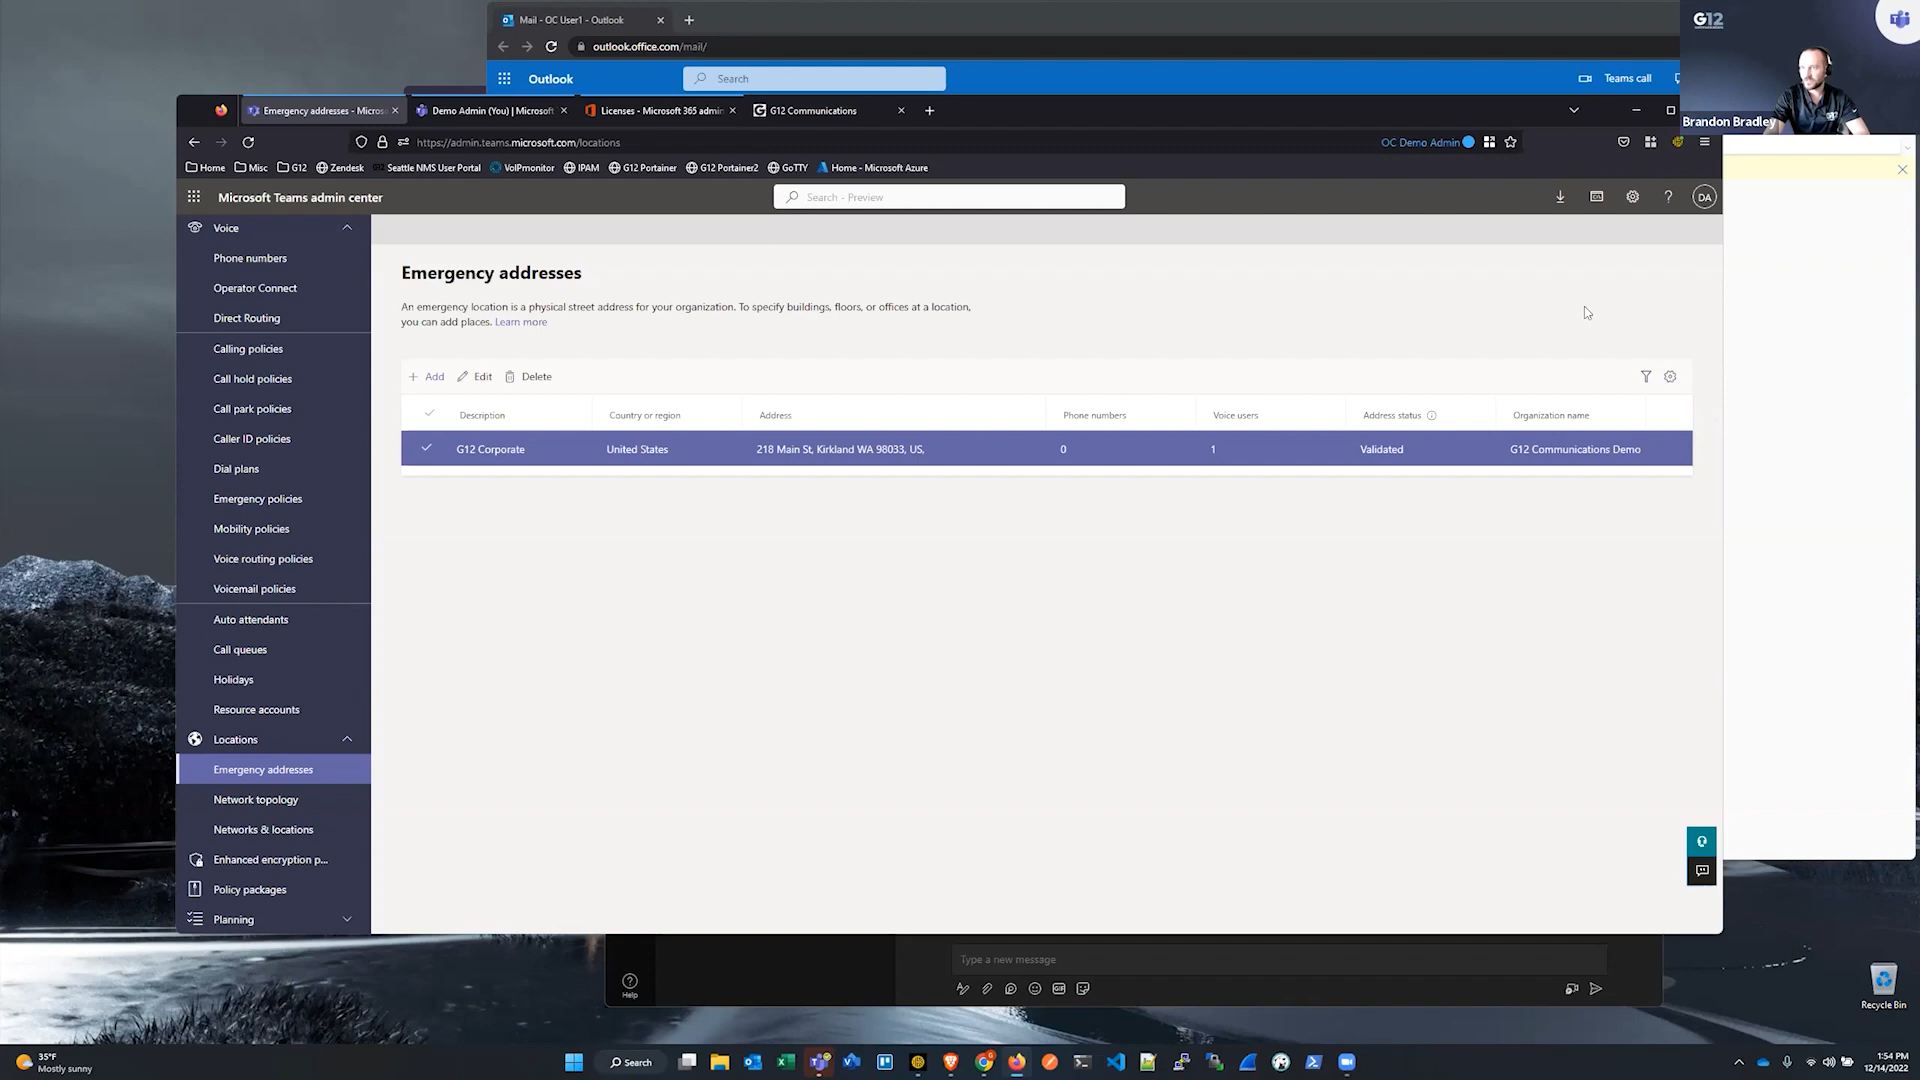 Mail - OC User1 - Outlook
outlook.office.com/mail/
Outlook
Search
Teams call
G12
Brandon Bradley
Emergency addresses - Micros
Demo Admin (You) | Microsoft
Licenses - Microsoft 365 admin
G12 Communications
https://admin.teams.microsoft.com/locations
OC Demo Admin
Home
Misc
G12
Zendesk
Seattle NMS User Portal
VoIPmonitor
IPAM
G12 Portainer
G12 Portainer2
GoTTY
Home - Microsoft Azure
Microsoft Teams admin center
Search - Preview
DA
Voice
Phone numbers
Operator Connect
Direct Routing
Calling policies
Call hold policies
Call park policies
Caller ID policies
Dial plans
Emergency policies
Mobility policies
Voice routing policies
Voicemail policies
Auto attendants
Call queues
Holidays
Resource accounts
Locations
Emergency addresses
Network topology
Networks & locations
Enhanced encryption p...
Policy packages
Planning
Emergency addresses
An emergency location is a physical street address for your organization. To specify buildings, floors, or offices at a location,
you can add places. Learn more
Add
Edit
Delete
Description
Country or region
Address
Phone numbers
Voice users
Address status
Organization name
G12 Corporate
United States
218 Main St, Kirkland WA 98033, US,
0
1
Validated
G12 Communications Demo
Type a new message
Help
GIF
Recycle Bin
35°F
Mostly sunny
Search
1:54 PM
12/14/2022